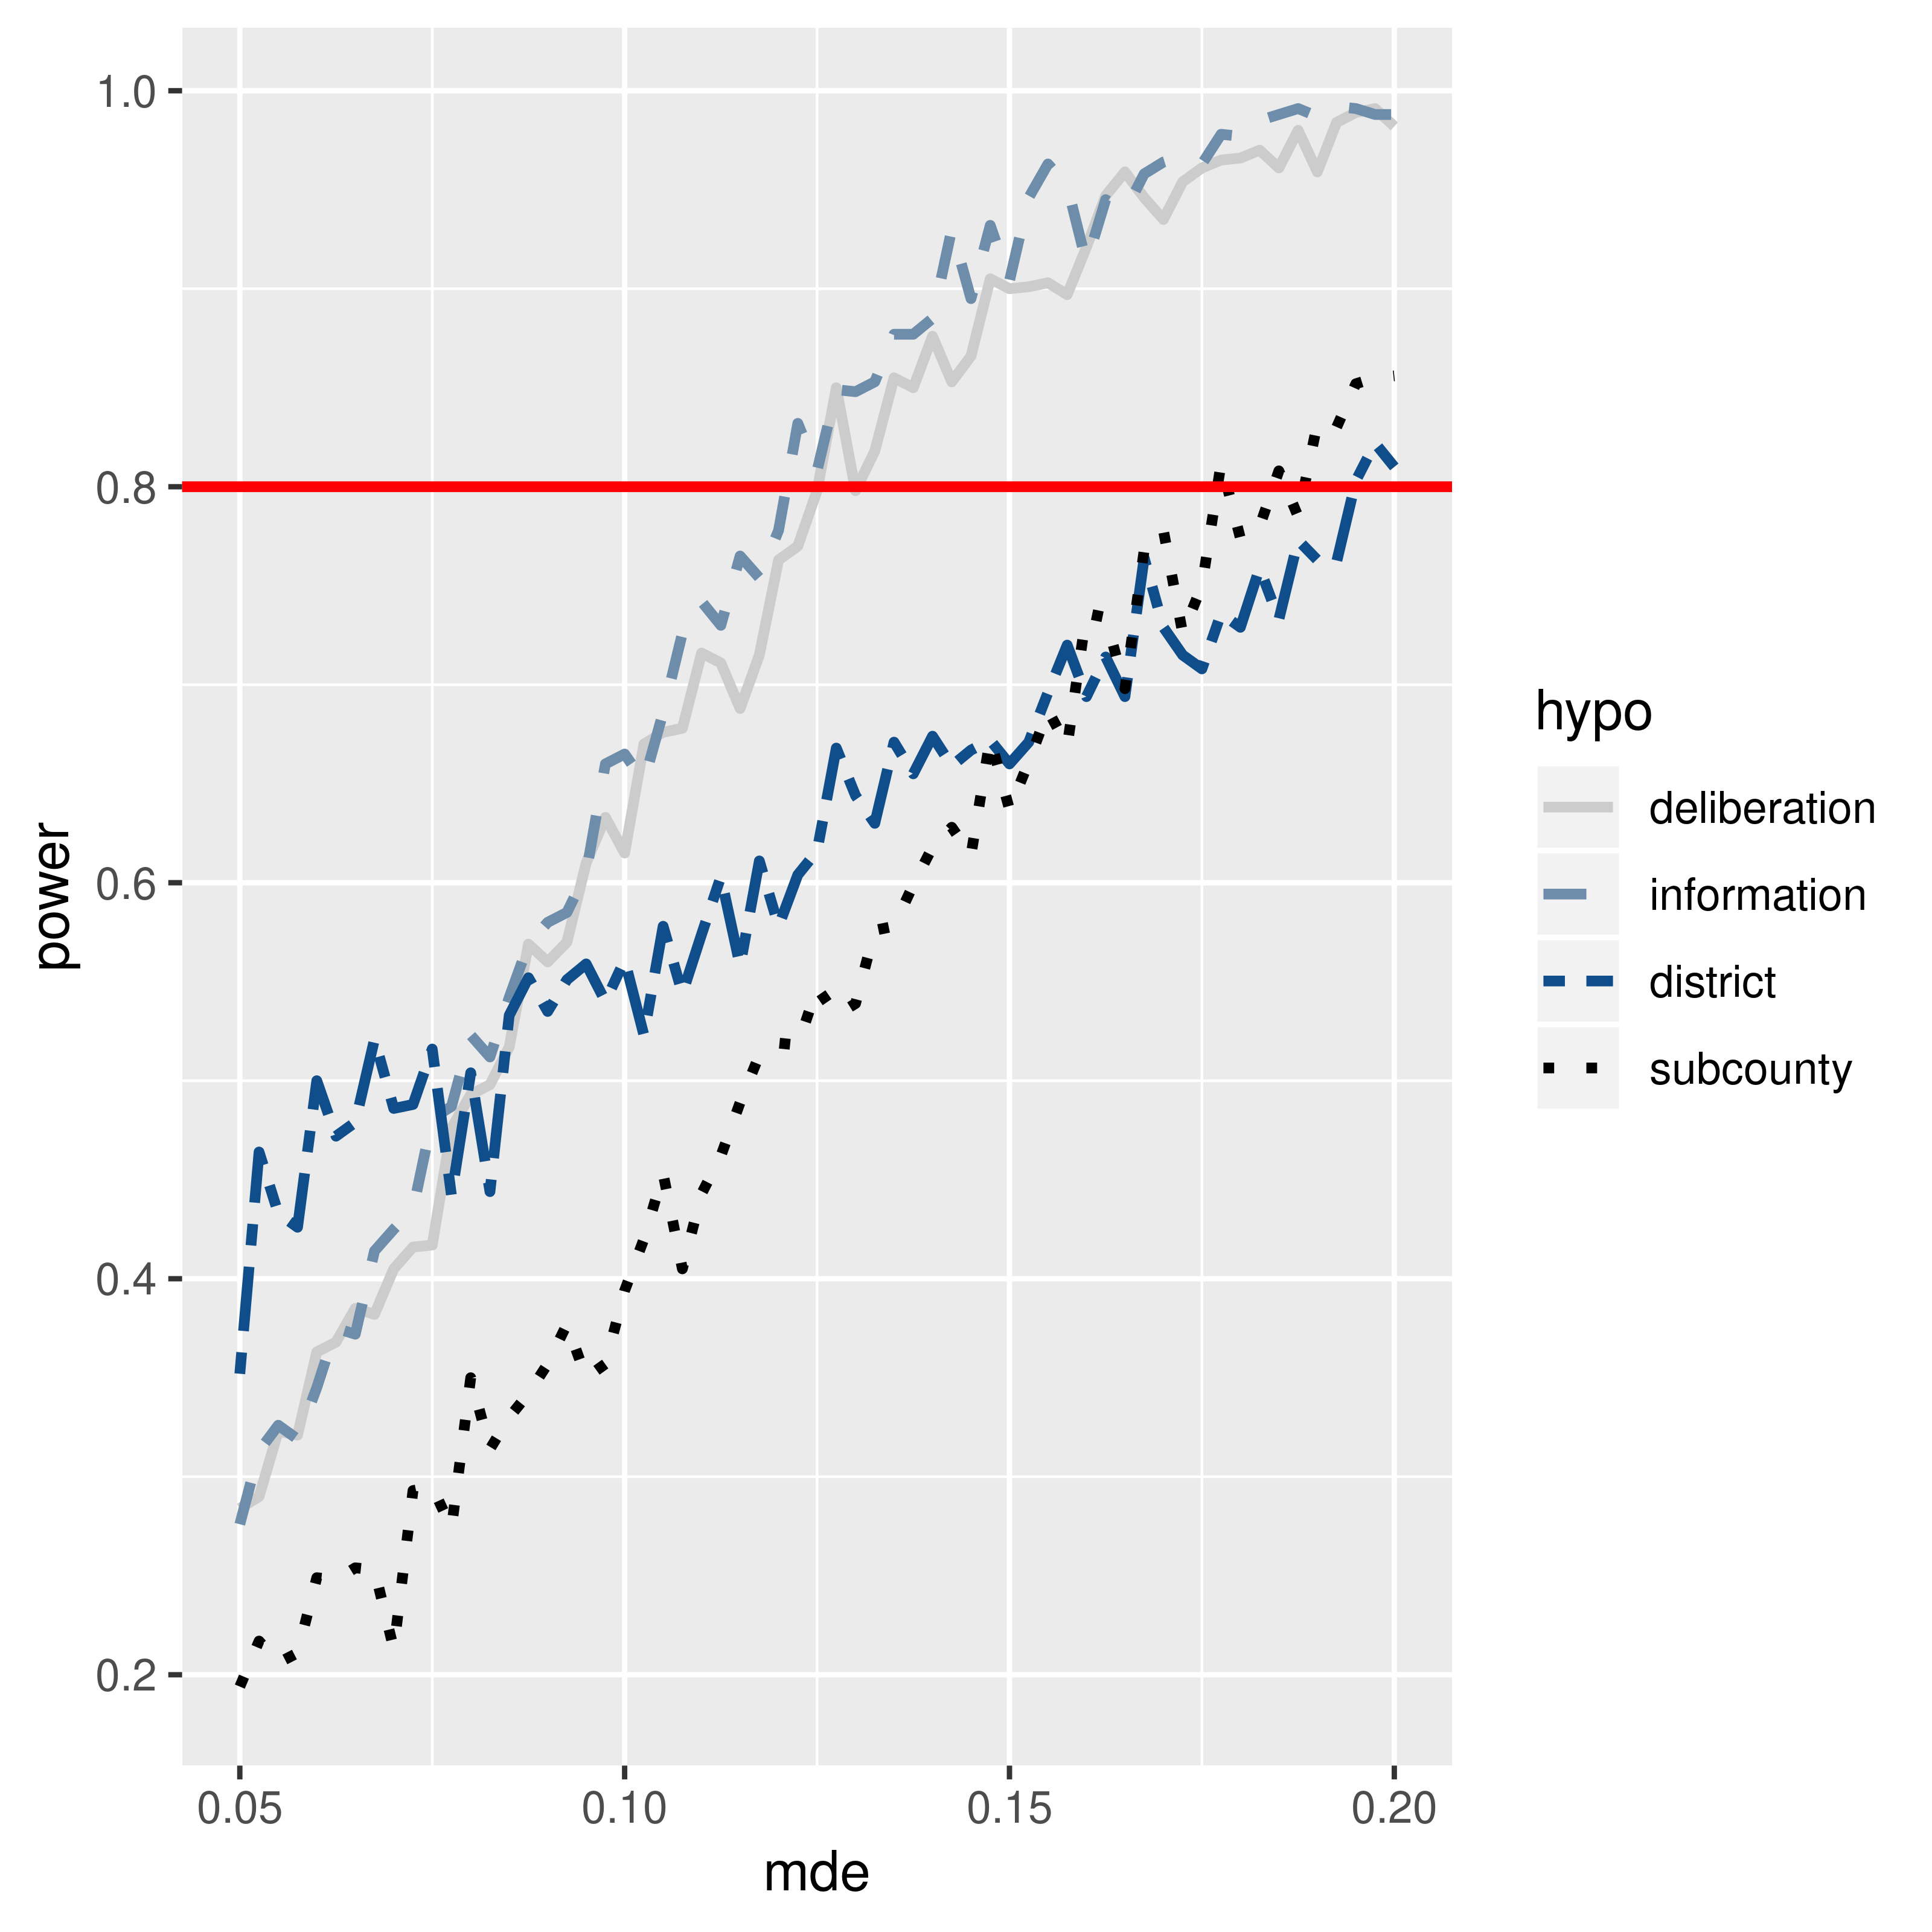 1.0
0.8
0.6
0.4
0.2
power
0.05 0.10 0.15 0.20
mde
hypo
deliberation
information
district
subcounty